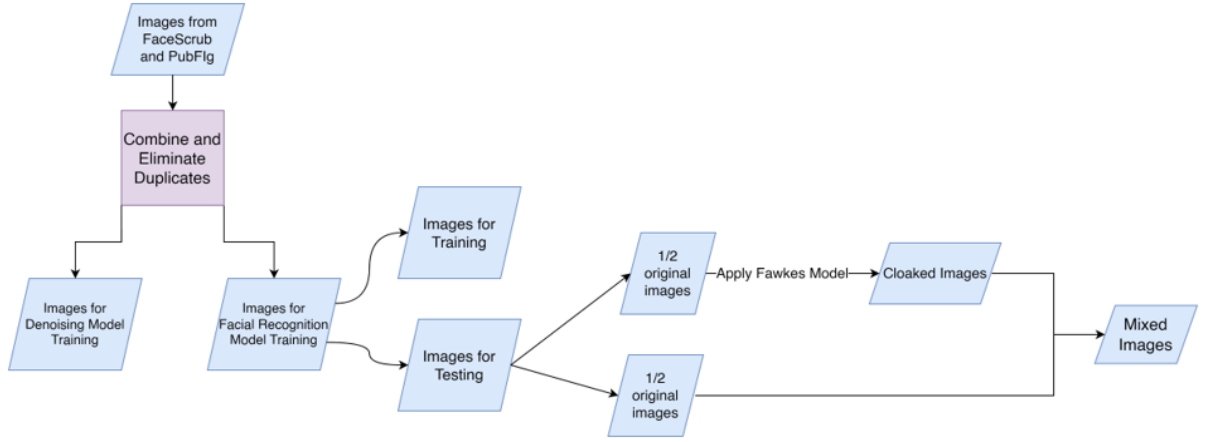 Images from
FaceScrub
and PubFIg
Combine and
Eliminate
Duplicates
Images for
Denoising Model
Training
Images for
Facial Recognition
Model Training
Images for
Training
Images for
Testing
1/2
original
images
Apply Fawkes Model
Cloaked Images
1/2
original
images
Mixed
Images